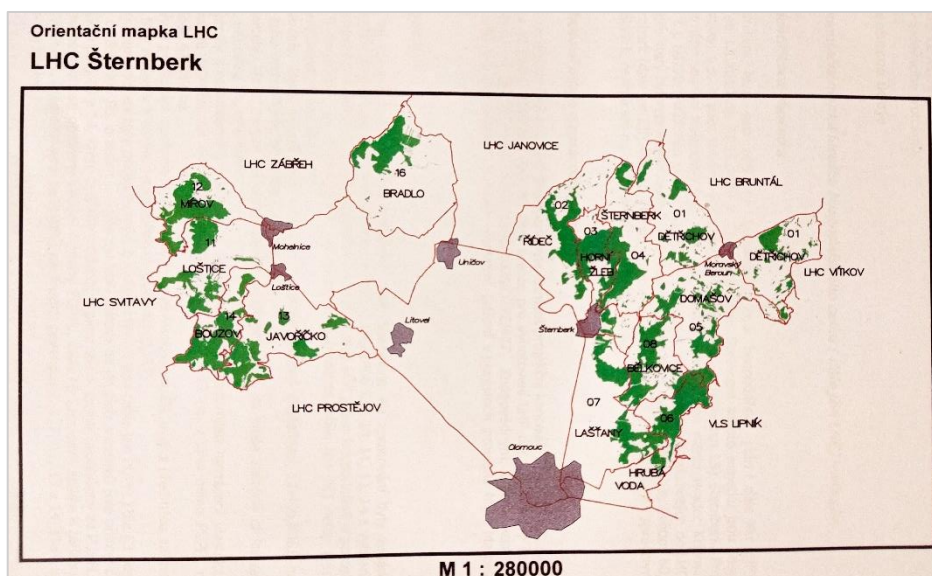 Orientační mapka LHC
LHC Šternberk
LHC JANOVICE
LHC ZÁBŘEH
16
BRADLO
LHC BRUNTÁL
12
MÍROV
02
ŠTERNBERK
01
03
ŘÍDEČ
DĚTŘICHOV
01
11
Mohelnice
Uničov
HORNÍ
ŽLEB
04
Moravský
Beroun
DĚTŘICHOV
LOŠTICE
Loštice
LHC VÍTKOV
LHC SVITAVY
DOMAŠOV
14
13
Litovel
Šternberk
05
BOUZOV
JAVOŘÍČKO
08
BĚLKOVICE
LHC PROSTĚJOV
07
06
VLS LIPNÍK
LAŠŤANY
Olomouc
HRUBÁ
VODA
M 1 : 280000